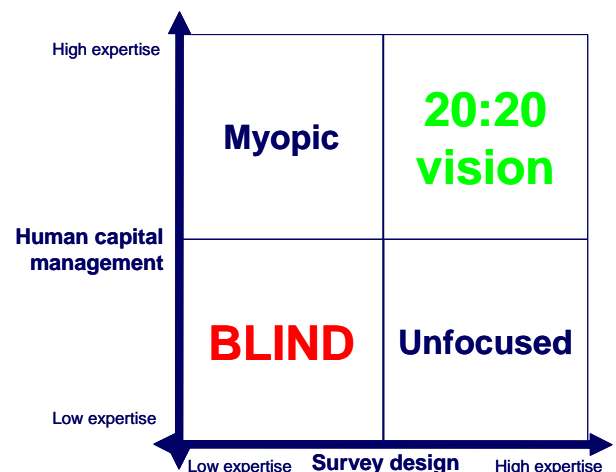 High expertise
20:20
vision
Myopic
Human capital
management
BLIND
Unfocused
Low expertise
Low expertise
Survey design
High expertise